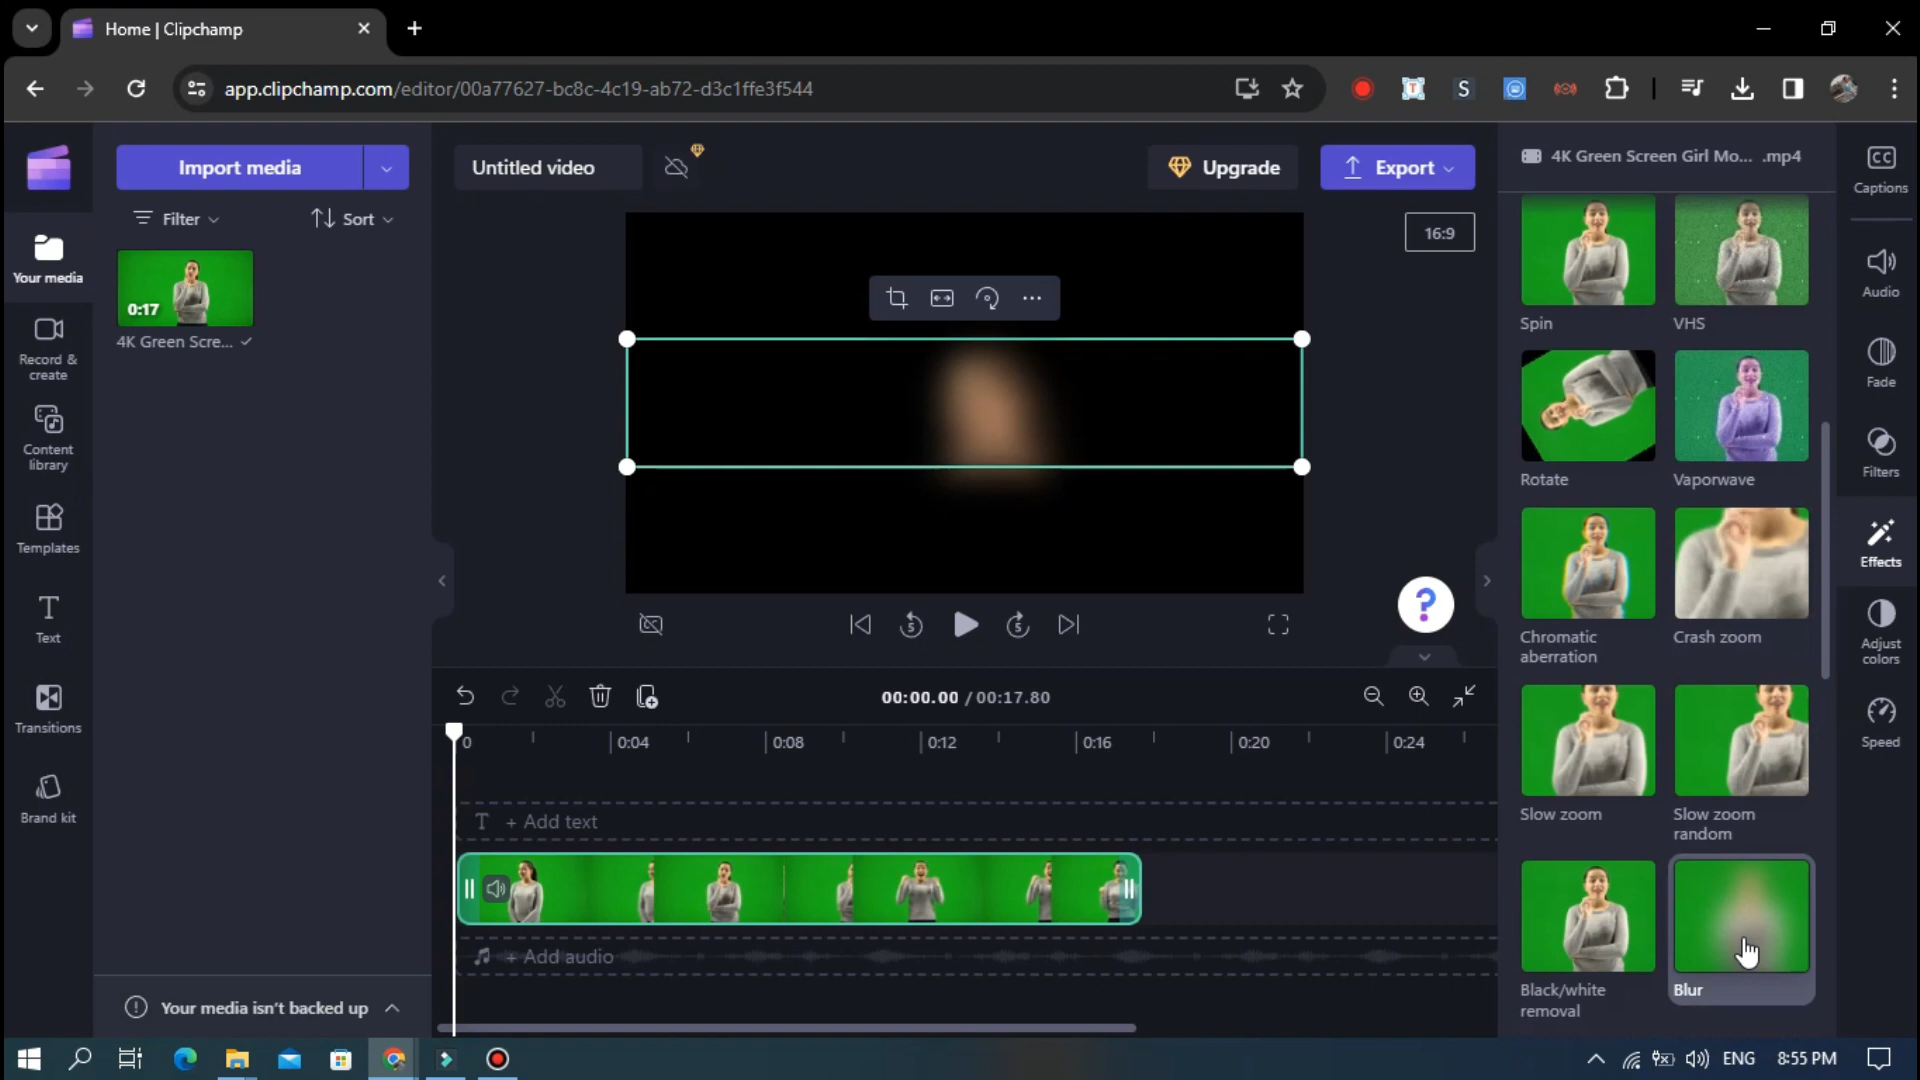 Home | Clipchamp
app.clipchamp.com/editor/00a77627-bc8c-4c19-ab72-d3c1ffe3f544
T
S
Import media
Filter
Sort
0:17
4K Green Scre...
Your media
Record &
create
Content
library
Templates
Text
Transitions
Brand kit
Your media isn't backed up
Untitled video
Upgrade
Export
16:9
?
5
5
00:00.00 / 00:17.80
0
0:04
0:08
0:12
0:16
0:20
0:24
T + Add text
+ Add audio
4K Green Screen Girl Mo... .mp4
Spin
VHS
Rotate
Vaporwave
Chromatic
aberration
Crash zoom
Slow zoom
Slow zoom
random
Black/white
removal
Blur
CC
Captions
Audio
Fade
Filters
Effects
Adjust
colors
Speed
ENG
8:55 PM